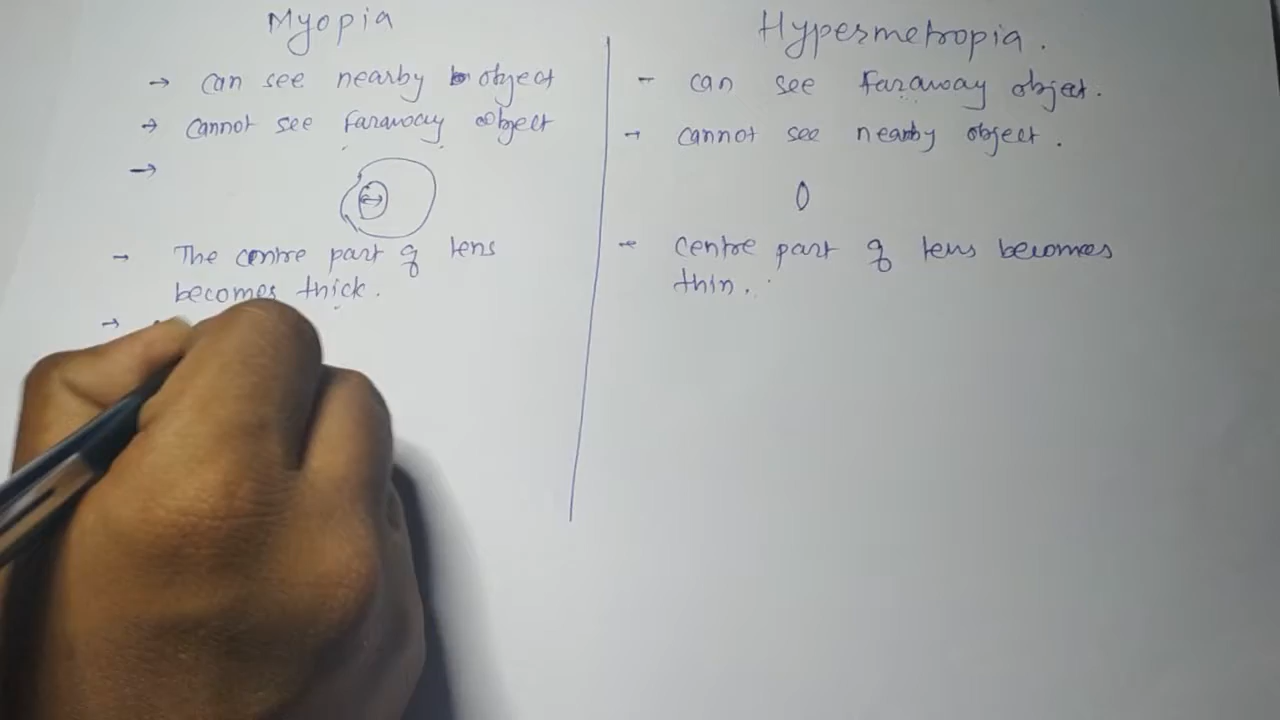 Myopia
→ can see nearby object
→ cannot see faraway object
→
→ The centre part of lens
becomes thick.
→
Hypermetropia.
- can see faraway object.
→ cannot see nearby object.
- centre part of lens becomes
thin.